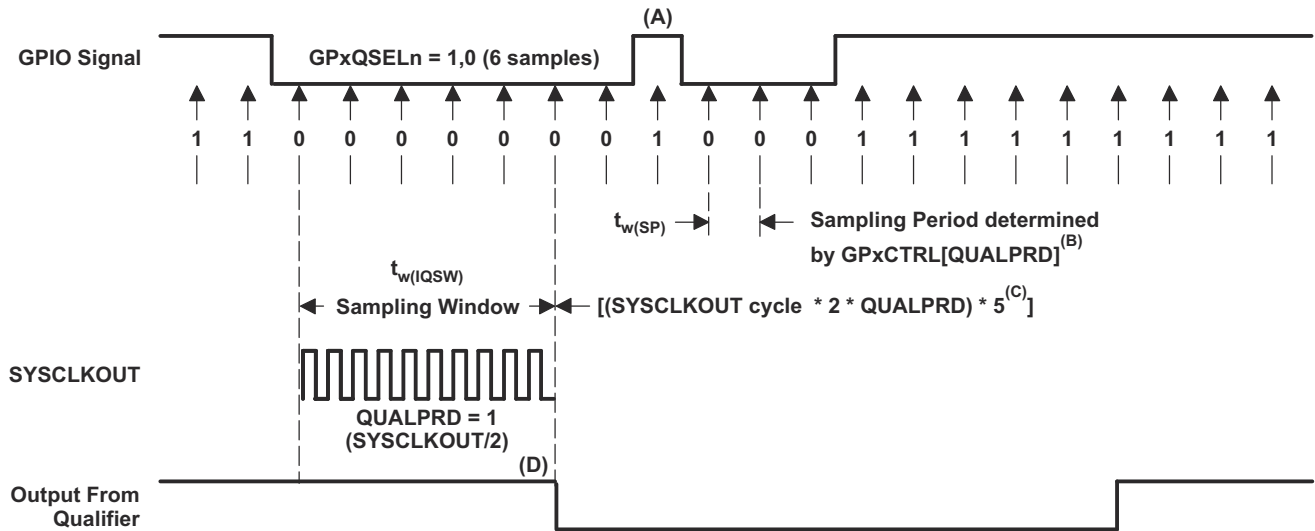 (A)
GPIO Signal
GPxQSELn = 1,0 (6 samples)
1 1 0 0 0 0 0 0 0 1 0 0 0 1 1 1 1 1 1 1 1 1
tw(SP)
Sampling Period determined
by GPxCTRL[QUALPRD](B)
tw(IQSW)
Sampling Window
[(SYSCLKOUT cycle * 2 * QUALPRD) * 5(C)]
SYSCLKOUT
QUALPRD = 1
(SYSCLKOUT/2)
(D)
Output From
Qualifier